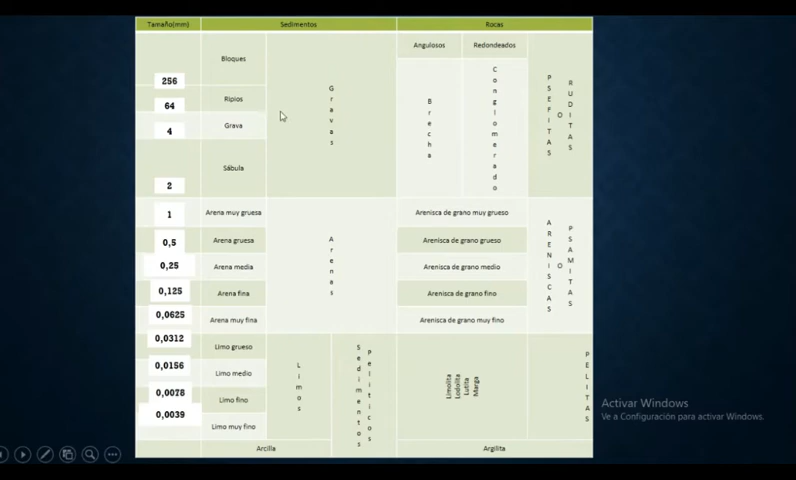 Tamaño(mm) Sedimentos Rocas
Angulosos Redondeados
Bloques
256
Ripios
64
Grava
4
Sábula
2
Gravas
Brecha
Conglomerado
PSEFITAS O RUDITAS
1 Arena muy gruesa Arenisca de grano muy grueso
0,5 Arena gruesa Arenisca de grano grueso
0,25 Arena media Arenisca de grano medio
0,125 Arena fina Arenisca de grano fino
0,0625 Arena muy fina Arenisca de grano muy fino
Arenas
ARENISCAS O PSAMITAS
0,0312 Limo grueso
0,0156 Limo medio
0,0078 Limo fino
0,0039 Limo muy fino
Limos
Sedimentos Pelíticos
Limolita
Lodolita
Lutita
Marga
PELITAS
Arcilla Argilita
Activar Windows
Ve a Configuración para activar Windows.